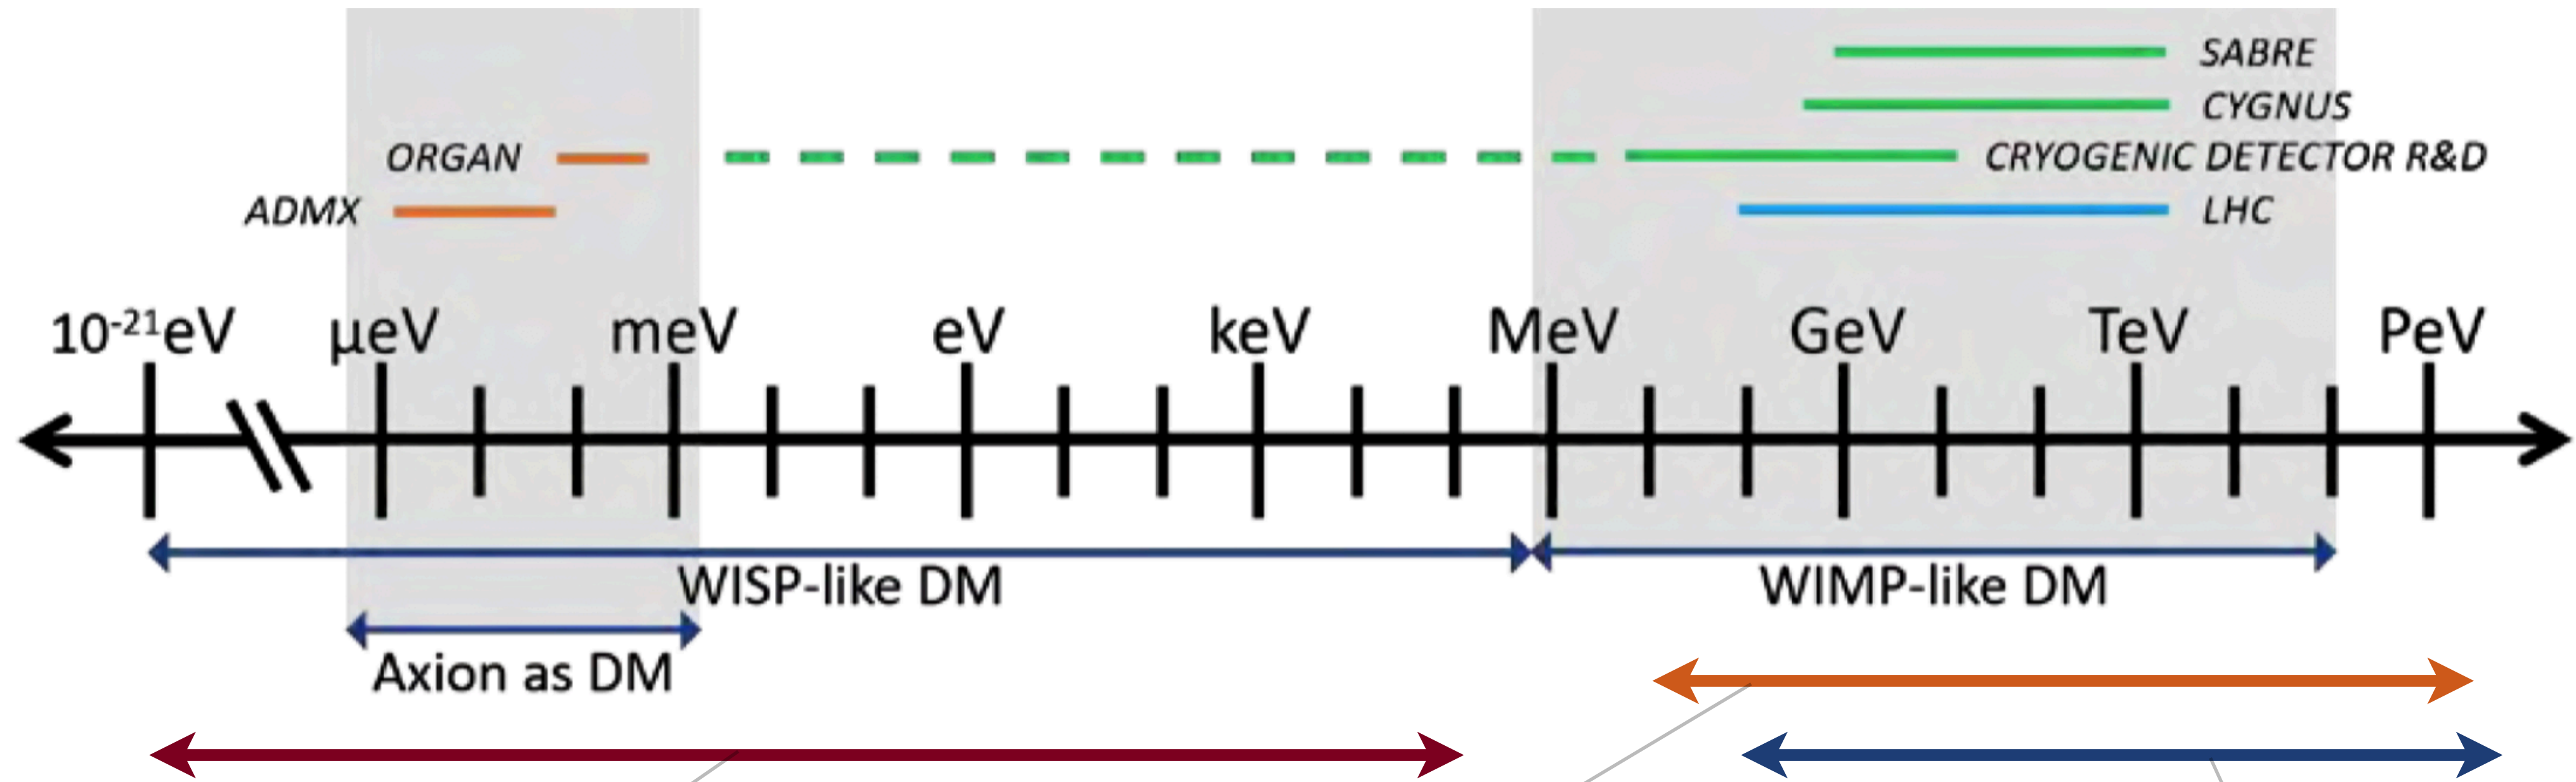 SABRE
CYGNUS
ORGAN
CRYOGENIC DETECTOR R&D
ADMX
LHC
10⁻²¹eV
μeV
meV
eV
keV
MeV
GeV
TeV
PeV
WISP-like DM
WIMP-like DM
Axion as DM